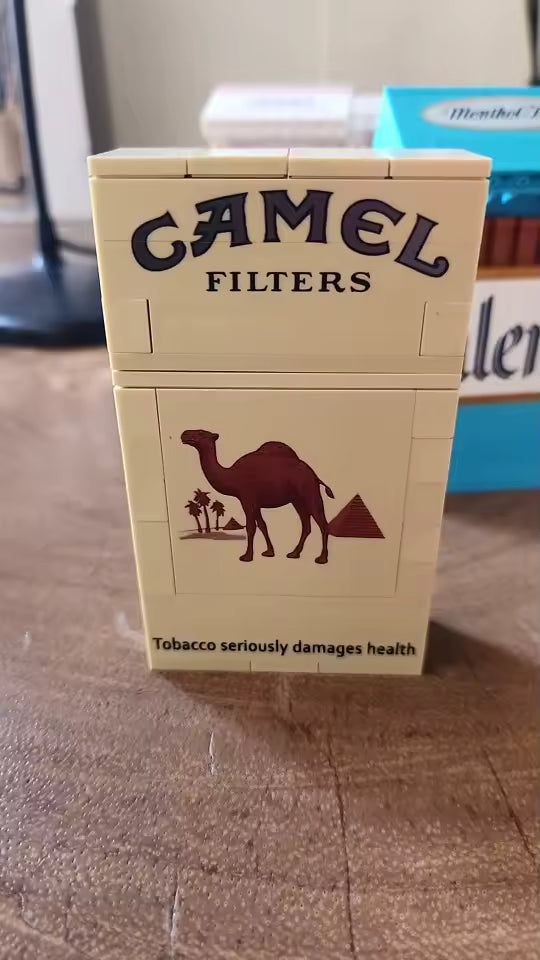 CAMEL
FILTERS
Tobacco seriously damages health
Menthol